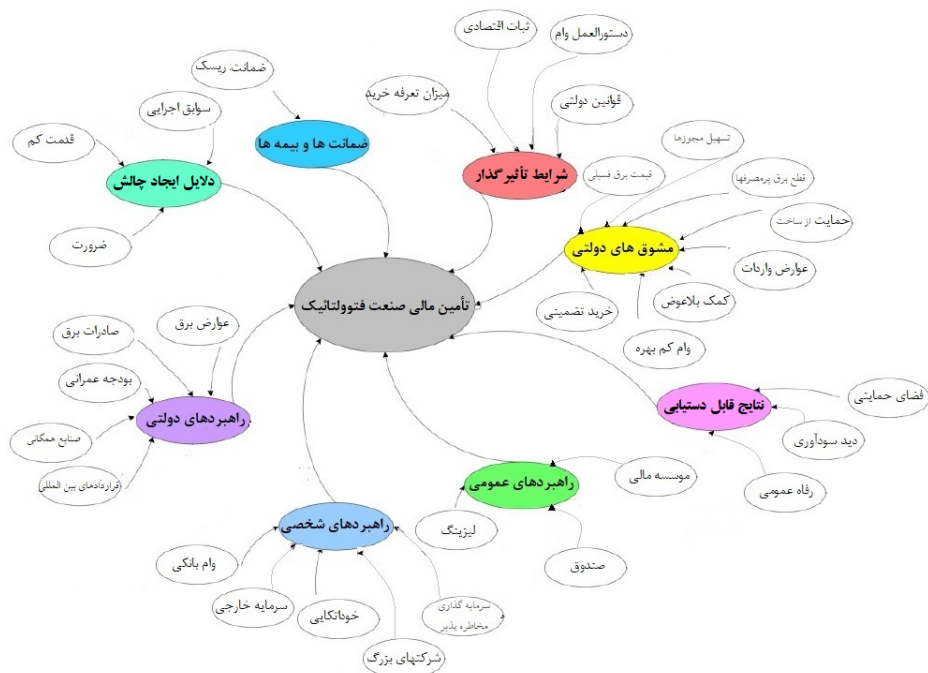 ثبات اقتصادی
دستورالعمل وام
میزان تعرفه خرید
قوانین دولتی
شرایط تأثیرگذار
ضمانت ریسک
ضمانت ها و بیمه ها
سوابق اجرایی
قدمت کم
دلایل ایجاد چالش
ضرورت
تسهیل مجرزها
قیمت برق فسیلی
قطع برق پرمصرفها
حمایت از ساخت
مشوق های دولتی
عوارض واردات
کمک بلاعوض
خرید تضمینی
وام کم بهره
تأمین مالی صنعت فتوولتائیک
عوارض برق
صادرات برق
بودجه عمرانی
راهبردهای دولتی
صنایع همگانی
قراردادهای بین المللی
فضای حمایتی
نتایج قابل دستیابی
دید سودآوری
رفاه عمومی
موسسه مالی
راهبردهای عمومی
لیزینگ
صندوق
راهبردهای شخصی
وام بانکی
سرمایه خارجی
خوداتکایی
شرکتهای بزرگ
سرمایه گذاری
مخاطره پذیر